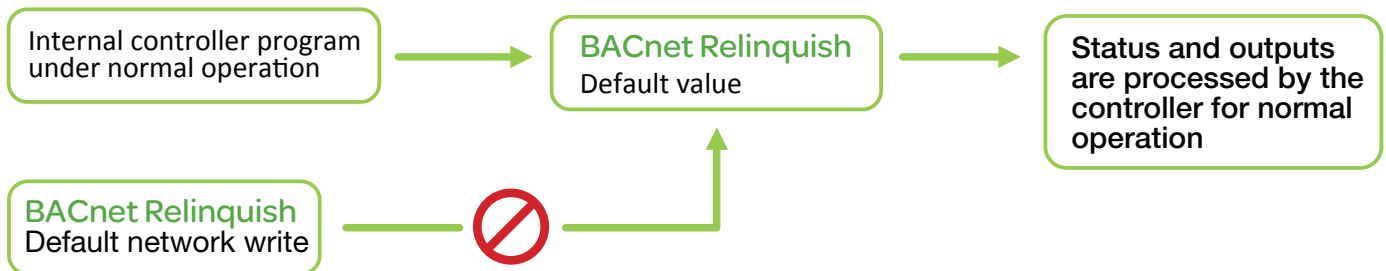 Internal controller program
under normal operation
BACnet Relinquish
Default value
Status and outputs
are processed by the
controller for normal
operation
BACnet Relinquish
Default network write